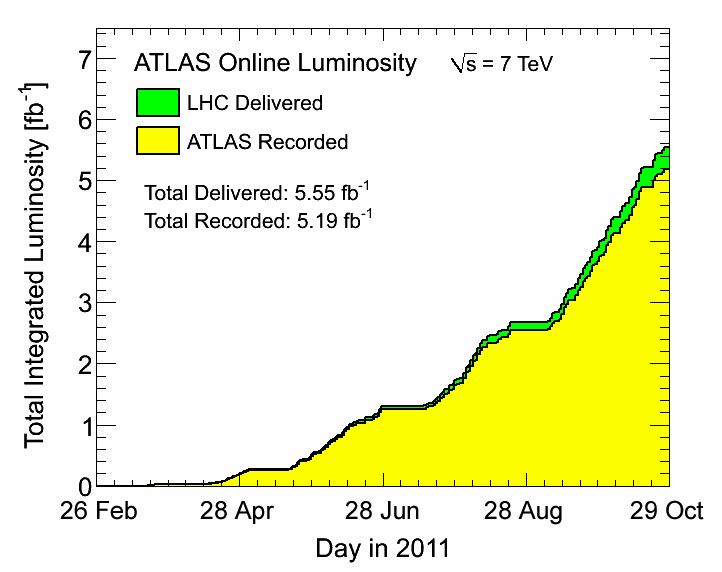 ATLAS Online Luminosity √s = 7 TeV
LHC Delivered
ATLAS Recorded
Total Delivered: 5.55 fb⁻¹
Total Recorded: 5.19 fb⁻¹
Total Integrated Luminosity [fb⁻¹]
7
6
5
4
3
2
1
0
26 Feb 28 Apr 28 Jun 28 Aug 29 Oct
Day in 2011